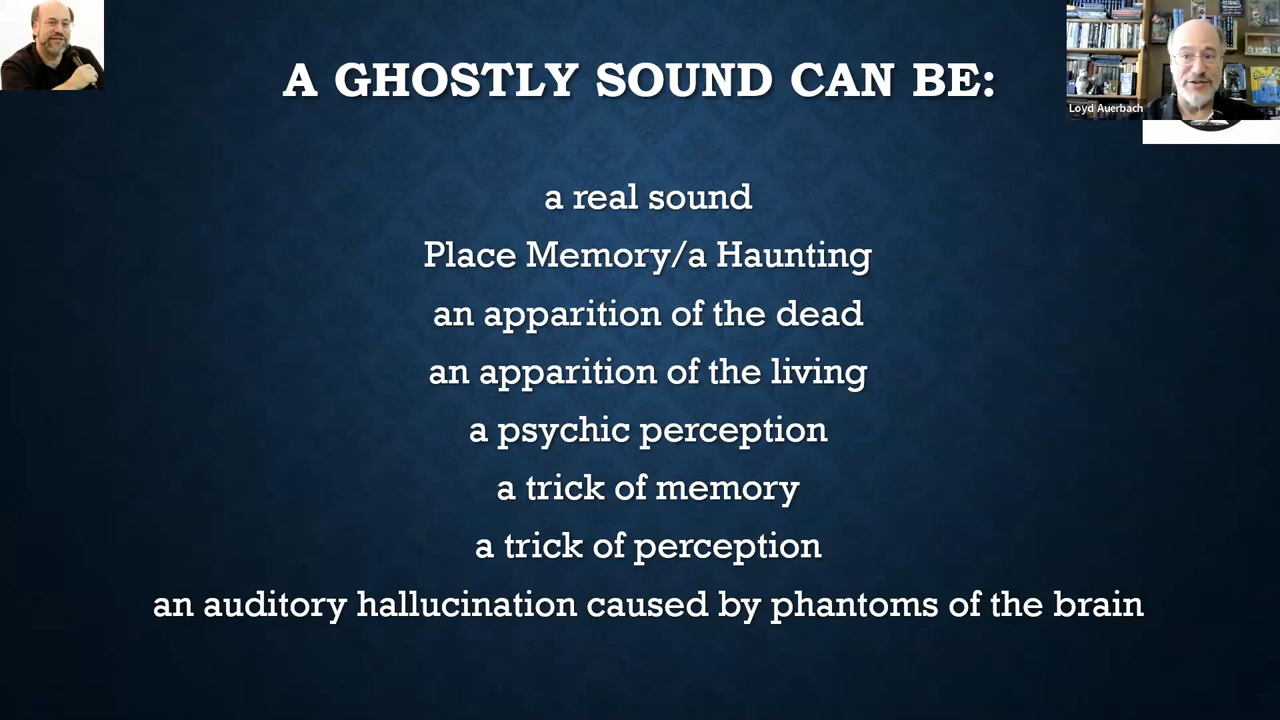 A GHOSTLY SOUND CAN BE:
Loyd Auerbach
a real sound
Place Memory/a Haunting
an apparition of the dead
an apparition of the living
a psychic perception
a trick of memory
a trick of perception
an auditory hallucination caused by phantoms of the brain